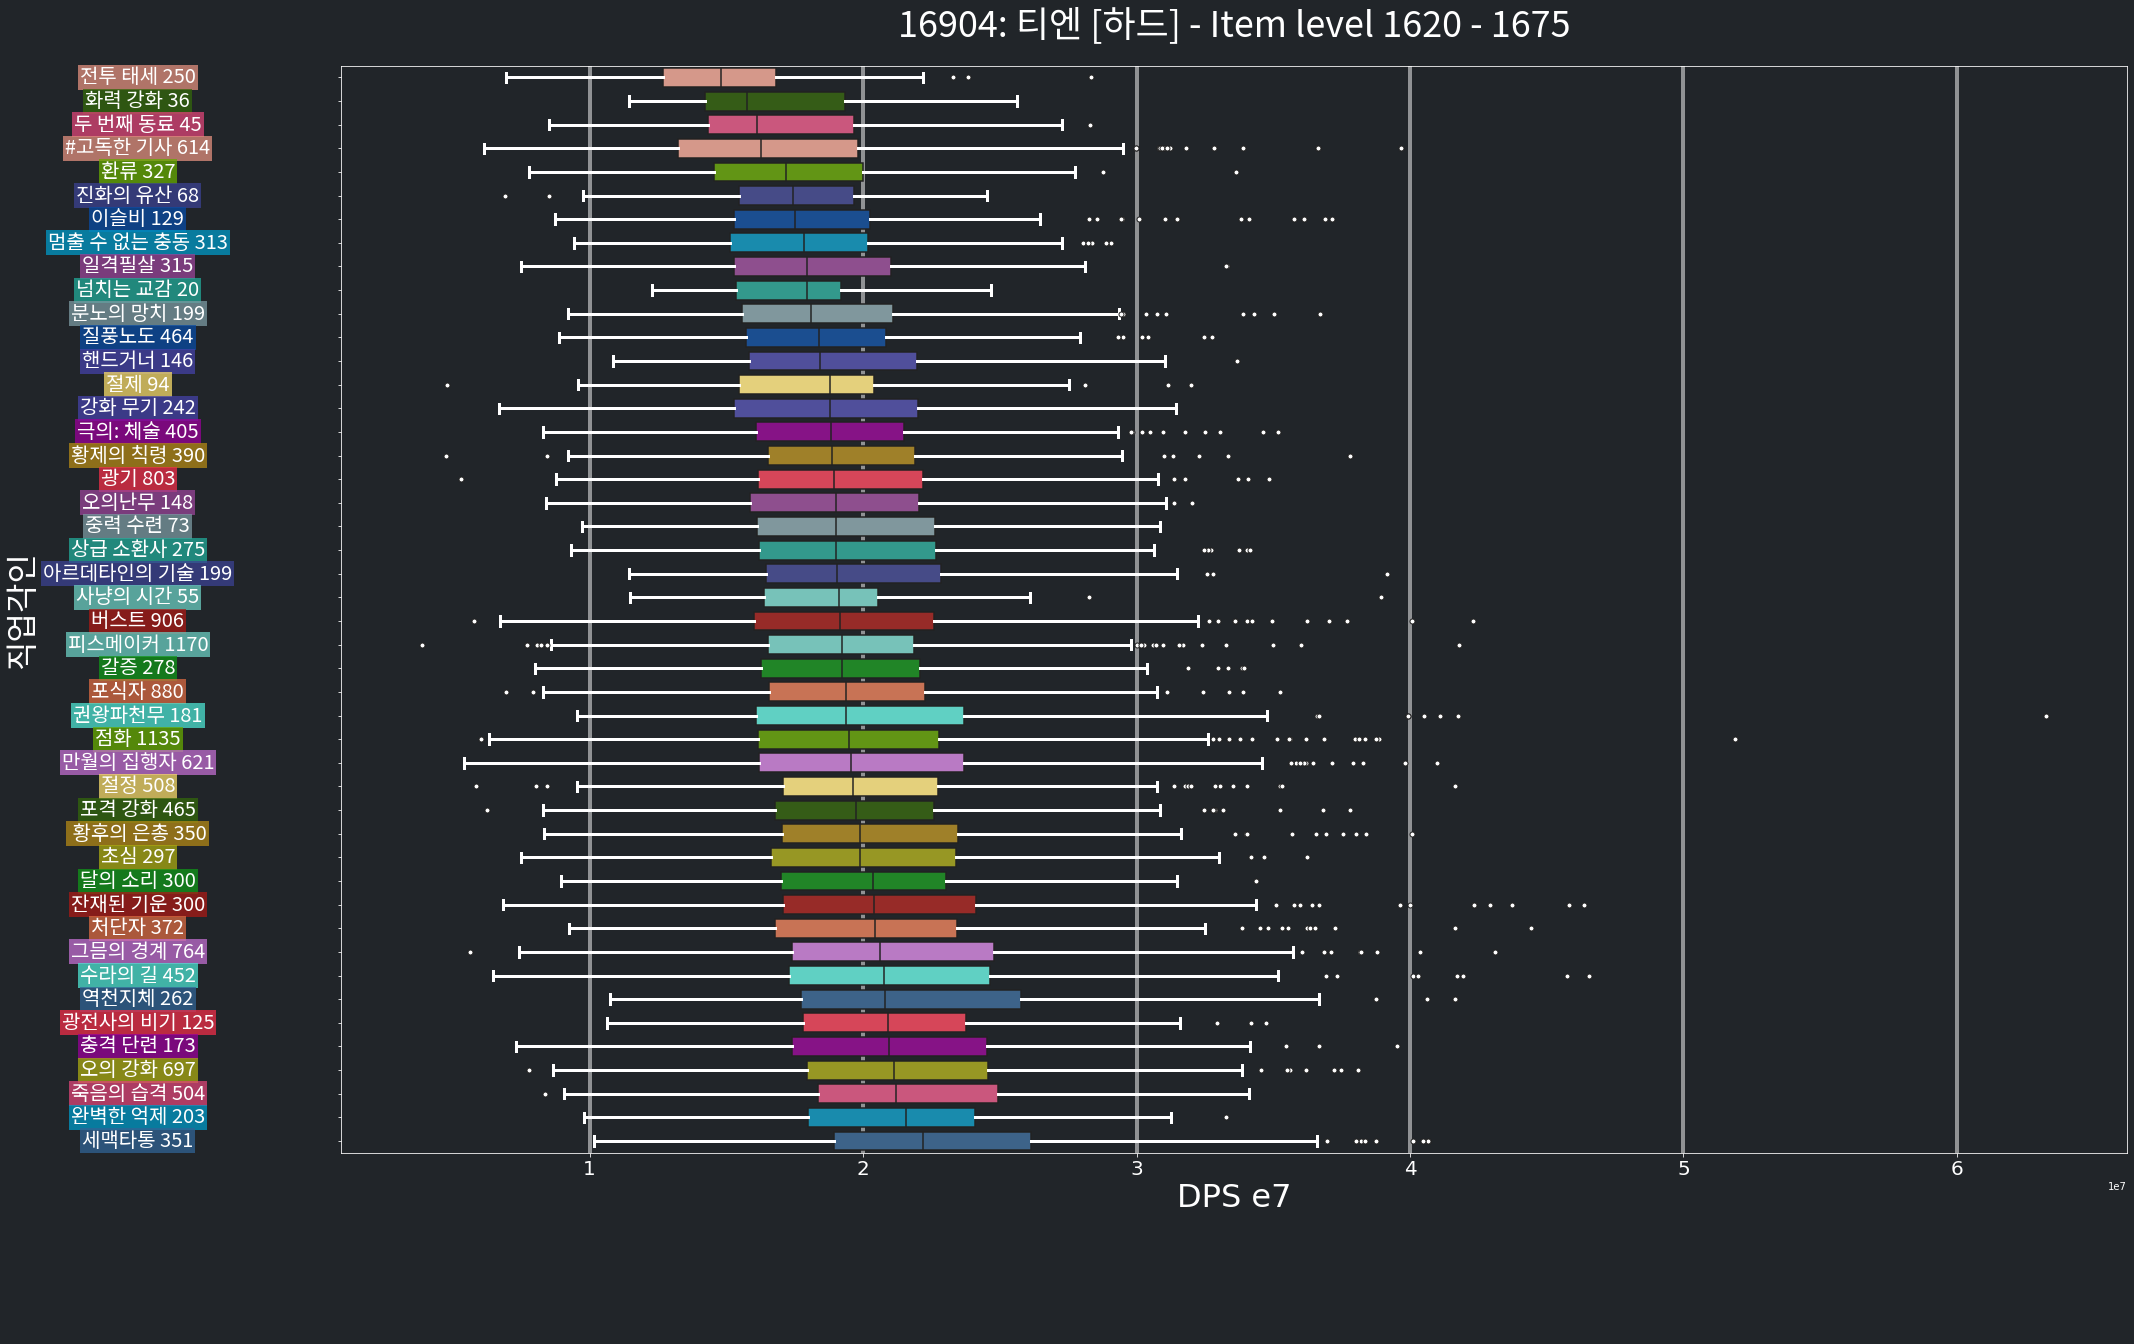 16904: 티엔 [하드] - Item level 1620 - 1675
전투 태세 250
화력 강화 36
두 번째 동료 45
#고독한 기사 614
환류 327
진화의 유산 68
이슬비 129
멈출 수 없는 충동 313
일격필살 315
넘치는 교감 20
분노의 망치 199
질풍노도 464
핸드거너 146
절제 94
강화 무기 242
극의: 체술 405
황제의 칙령 390
광기 803
오의난무 148
중력 수련 73
상급 소환사 275
아르데타인의 기술 199
사냥의 시간 55
버스트 906
피스메이커 1170
갈증 278
포식자 880
권왕파천무 181
점화 1135
만월의 집행자 621
절정 508
포격 강화 465
황후의 은총 350
초심 297
달의 소리 300
잔재된 기운 300
처단자 372
그믐의 경계 764
수라의 길 452
역천지체 262
광전사의 비기 125
충격 단련 173
오의 강화 697
죽음의 습격 504
완벽한 억제 203
세맥타통 351
직업각인
1 2 3 4 5 6
DPS e7
1e7